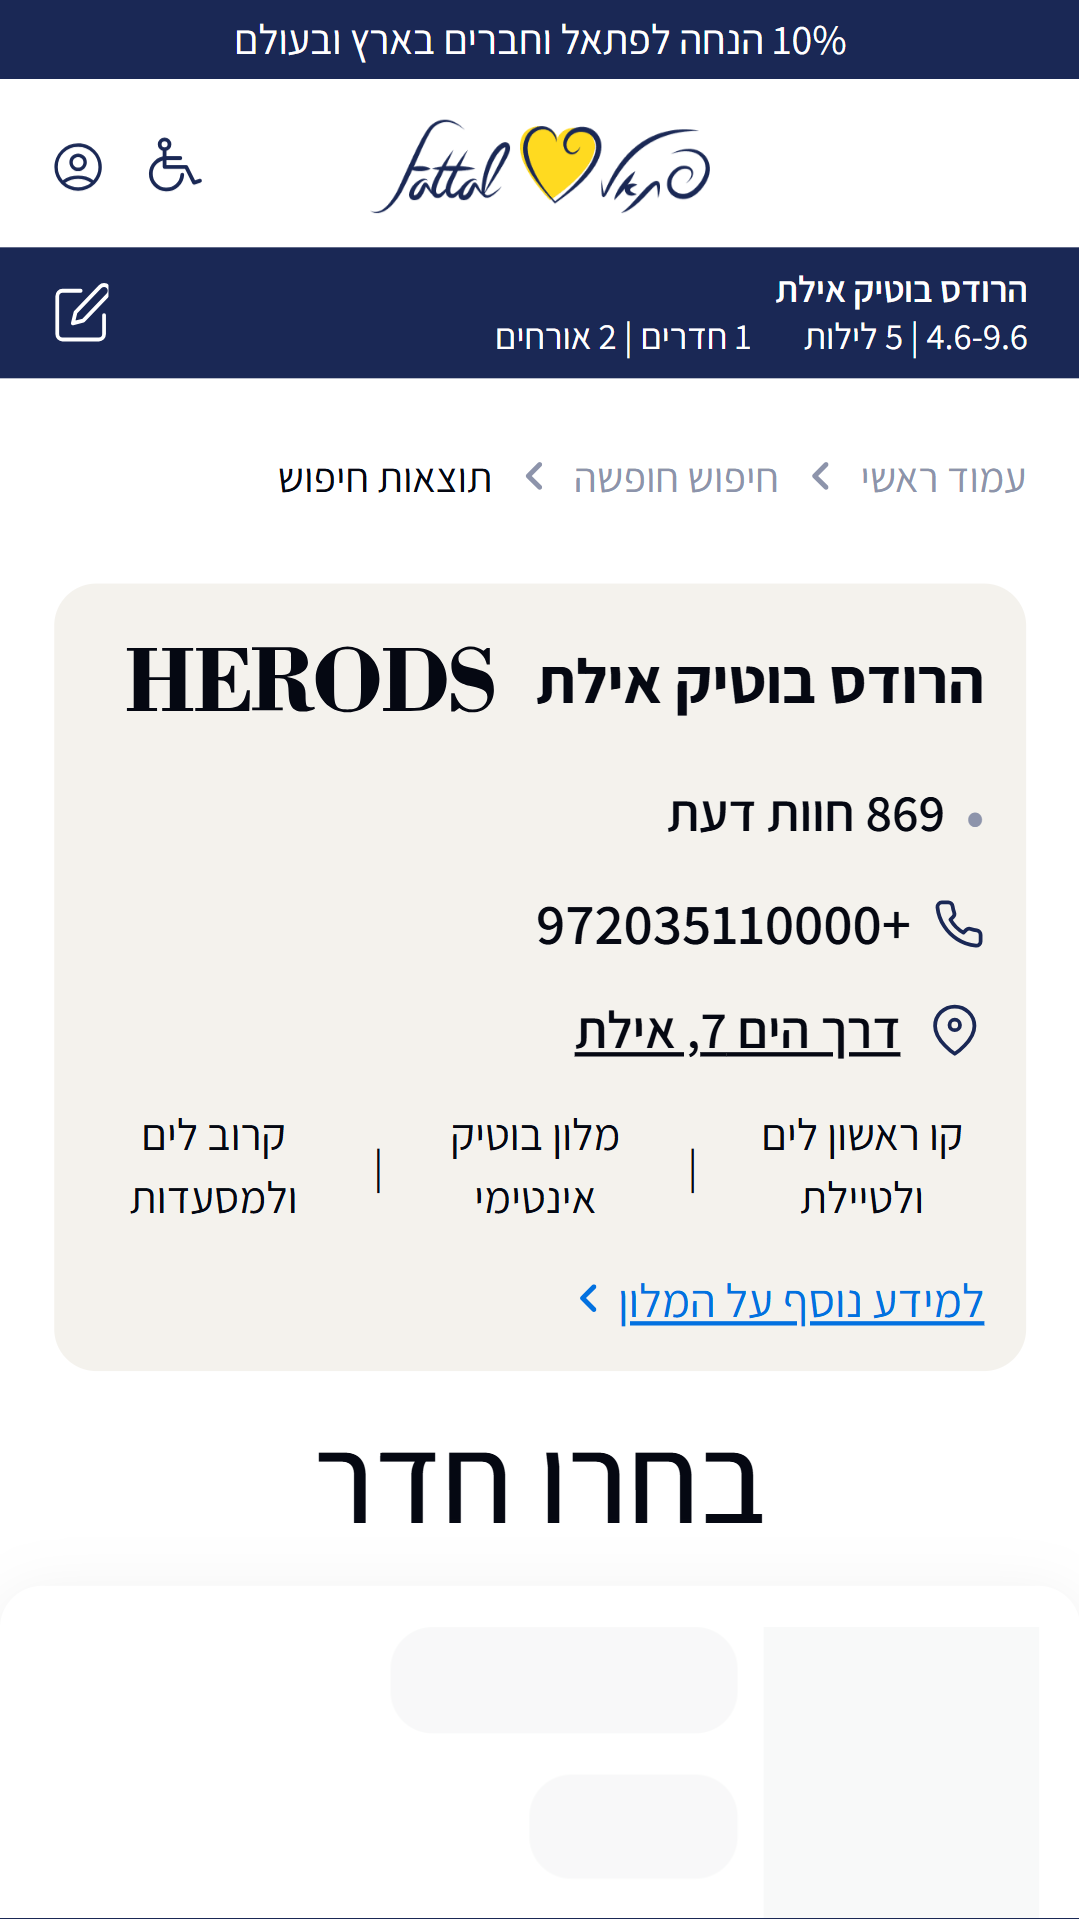 10% הנחה לפתאל וחברים בארץ ובעולם
fattal פתאל
הרודס בוטיק אילת
4.6-9.6 | 5 לילות 1 חדרים | 2 אורחים
עמוד ראשי חיפוש חופשה תוצאות חיפוש
הרודס בוטיק אילת HERODS
869 חוות דעת
972035110000+
דרך הים 7, אילת
קו ראשון לים ולטיילת | מלון בוטיק אינטימי | קרוב לים ולמסעדות
למידע נוסף על המלון
בחרו חדר